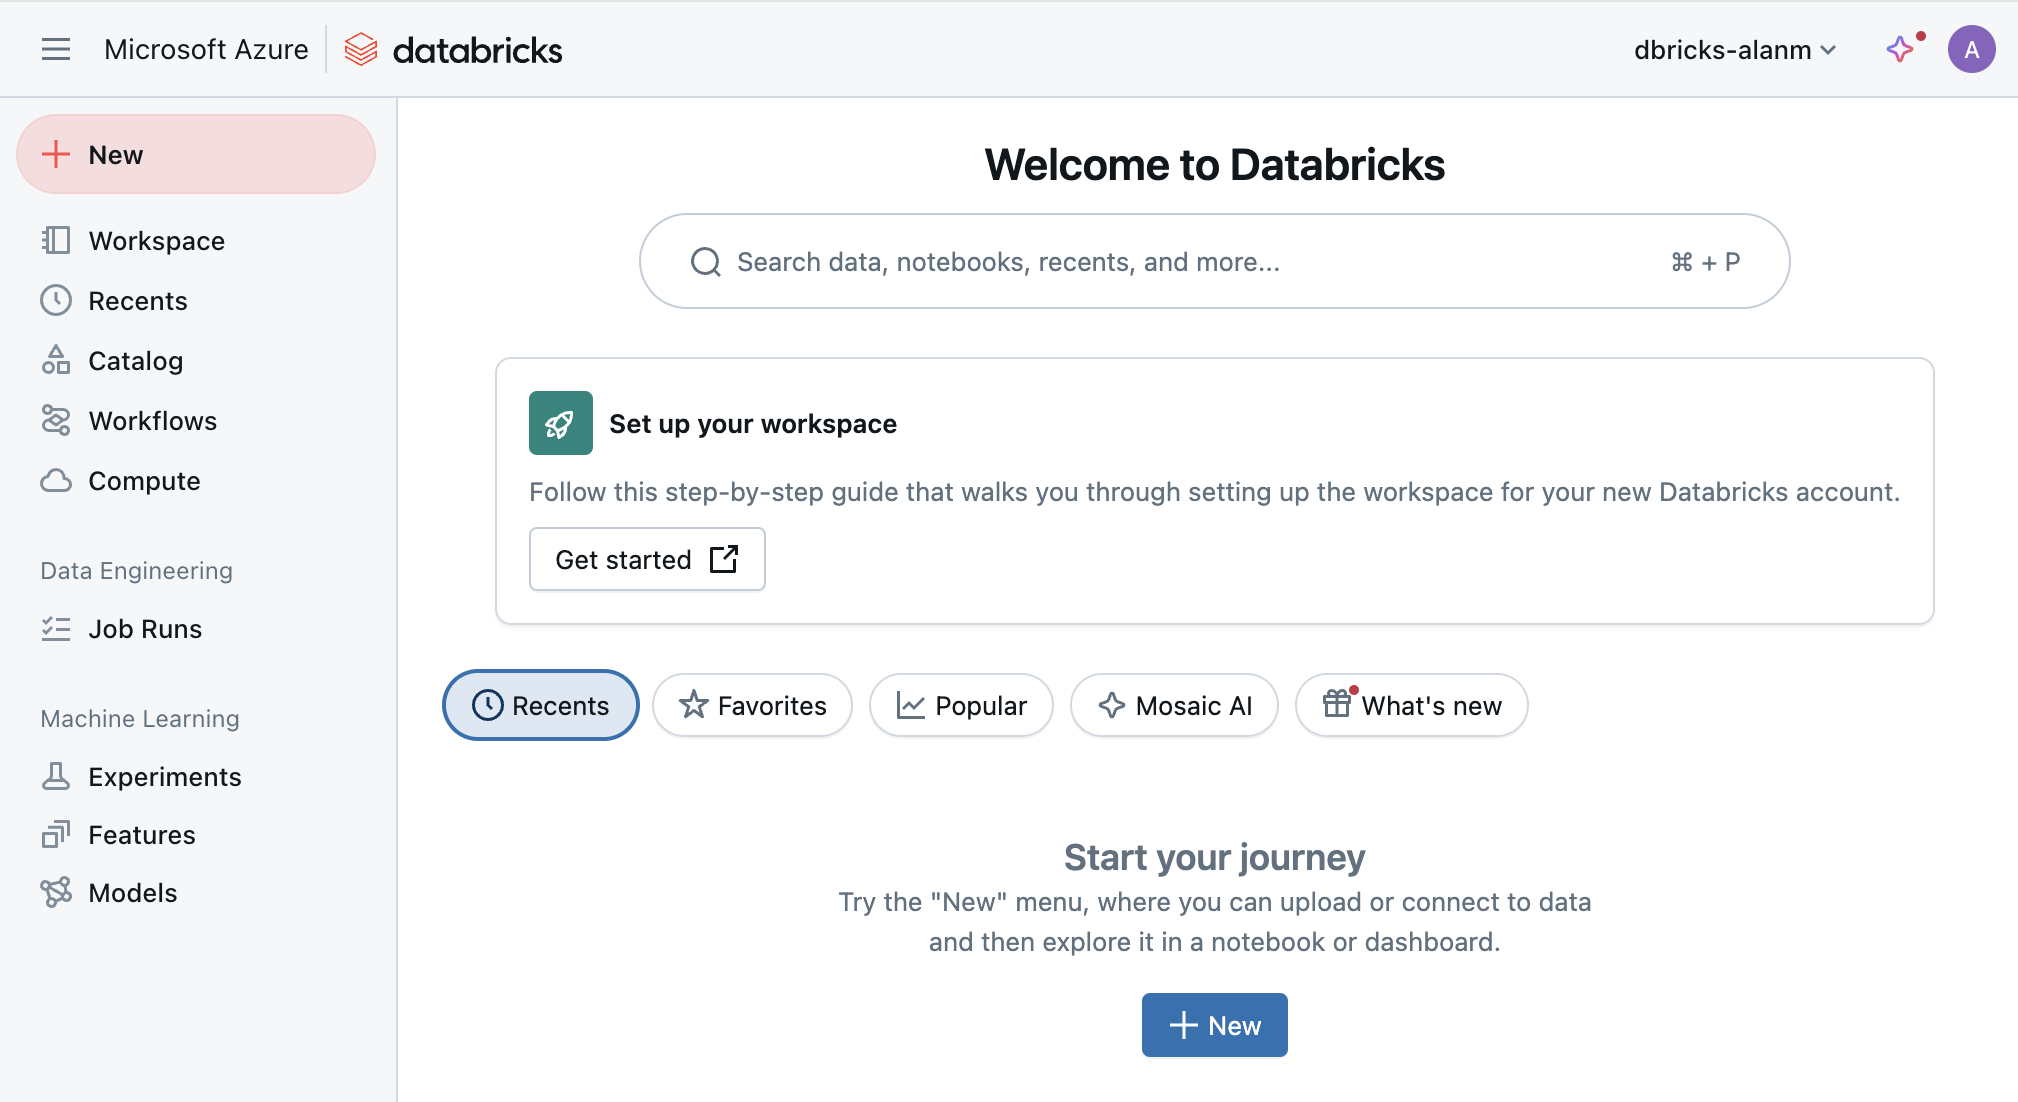 Microsoft Azure
databricks
dbricks-alanm
A
New
Workspace
Recents
Catalog
Workflows
Compute
Data Engineering
Job Runs
Machine Learning
Experiments
Features
Models
Welcome to Databricks
Search data, notebooks, recents, and more...
⌘ + P
Set up your workspace
Follow this step-by-step guide that walks you through setting up the workspace for your new Databricks account.
Get started
Recents
Favorites
Popular
Mosaic AI
What's new
Start your journey
Try the "New" menu, where you can upload or connect to data
and then explore it in a notebook or dashboard.
New